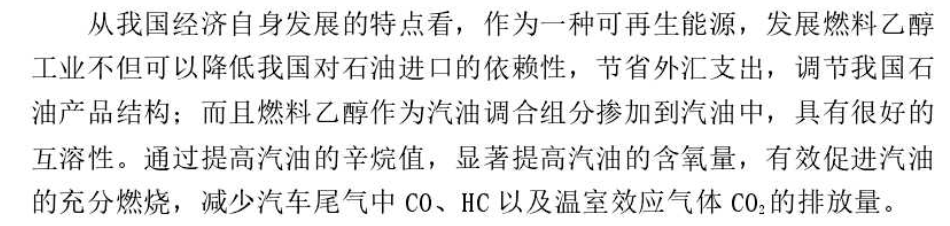 从我国经济自身发展的特点看，作为一种可再生能源，发展燃料乙醇
工业不但可以降低我国对石油进口的依赖性，节省外汇支出，调节我国石
油产品结构；而且燃料乙醇作为汽油调合组分掺加到汽油中，具有很好的
互溶性。通过提高汽油的辛烷值，显著提高汽油的含氧量，有效促进汽油
的充分燃烧，减少汽车尾气中 CO、HC 以及温室效应气体 CO₂的排放量。